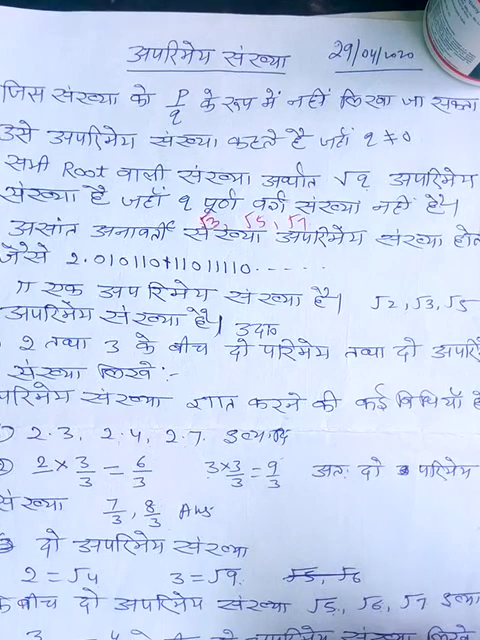 अपरिमेय संख्या 29/04/2020
जिस संख्या को P/q के रूप में नहीं लिखा जा सकता
उसे अपरिमेय संख्या कहते है जहाँ q ≠ 0
सभी Root वाली संख्या अर्थात √q अपरिमेय
संख्या है जहाँ q पूर्ण वर्ग संख्या नहीं है।
√3, √5, √7
असांत अनावर्ती संख्या अपरिमेय संख्या होत
जैसे 2.010110111011110......
π एक अपरिमेय संख्या है। √2, √3, √5
अपरिमेय संख्या है। उदा०
2 तथा 3 के बीच दो परिमेय तथा दो अपरि
संख्या लिखे :-
परिमेय संख्या ज्ञात करने की कई विधियाँ है
1) 2.3, 2.4, 2.7. इत्यादि
2) 2×3/3 = 6/3 3×3/3 = 9/3 अतः दो परिमेय
संख्या 7/3, 8/3 Ans
दो अपरिमेय संख्या
2 = √4 3 = √9. √5, √6
के बीच दो अपरिमेय संख्या √5, √6, √7 इत्या